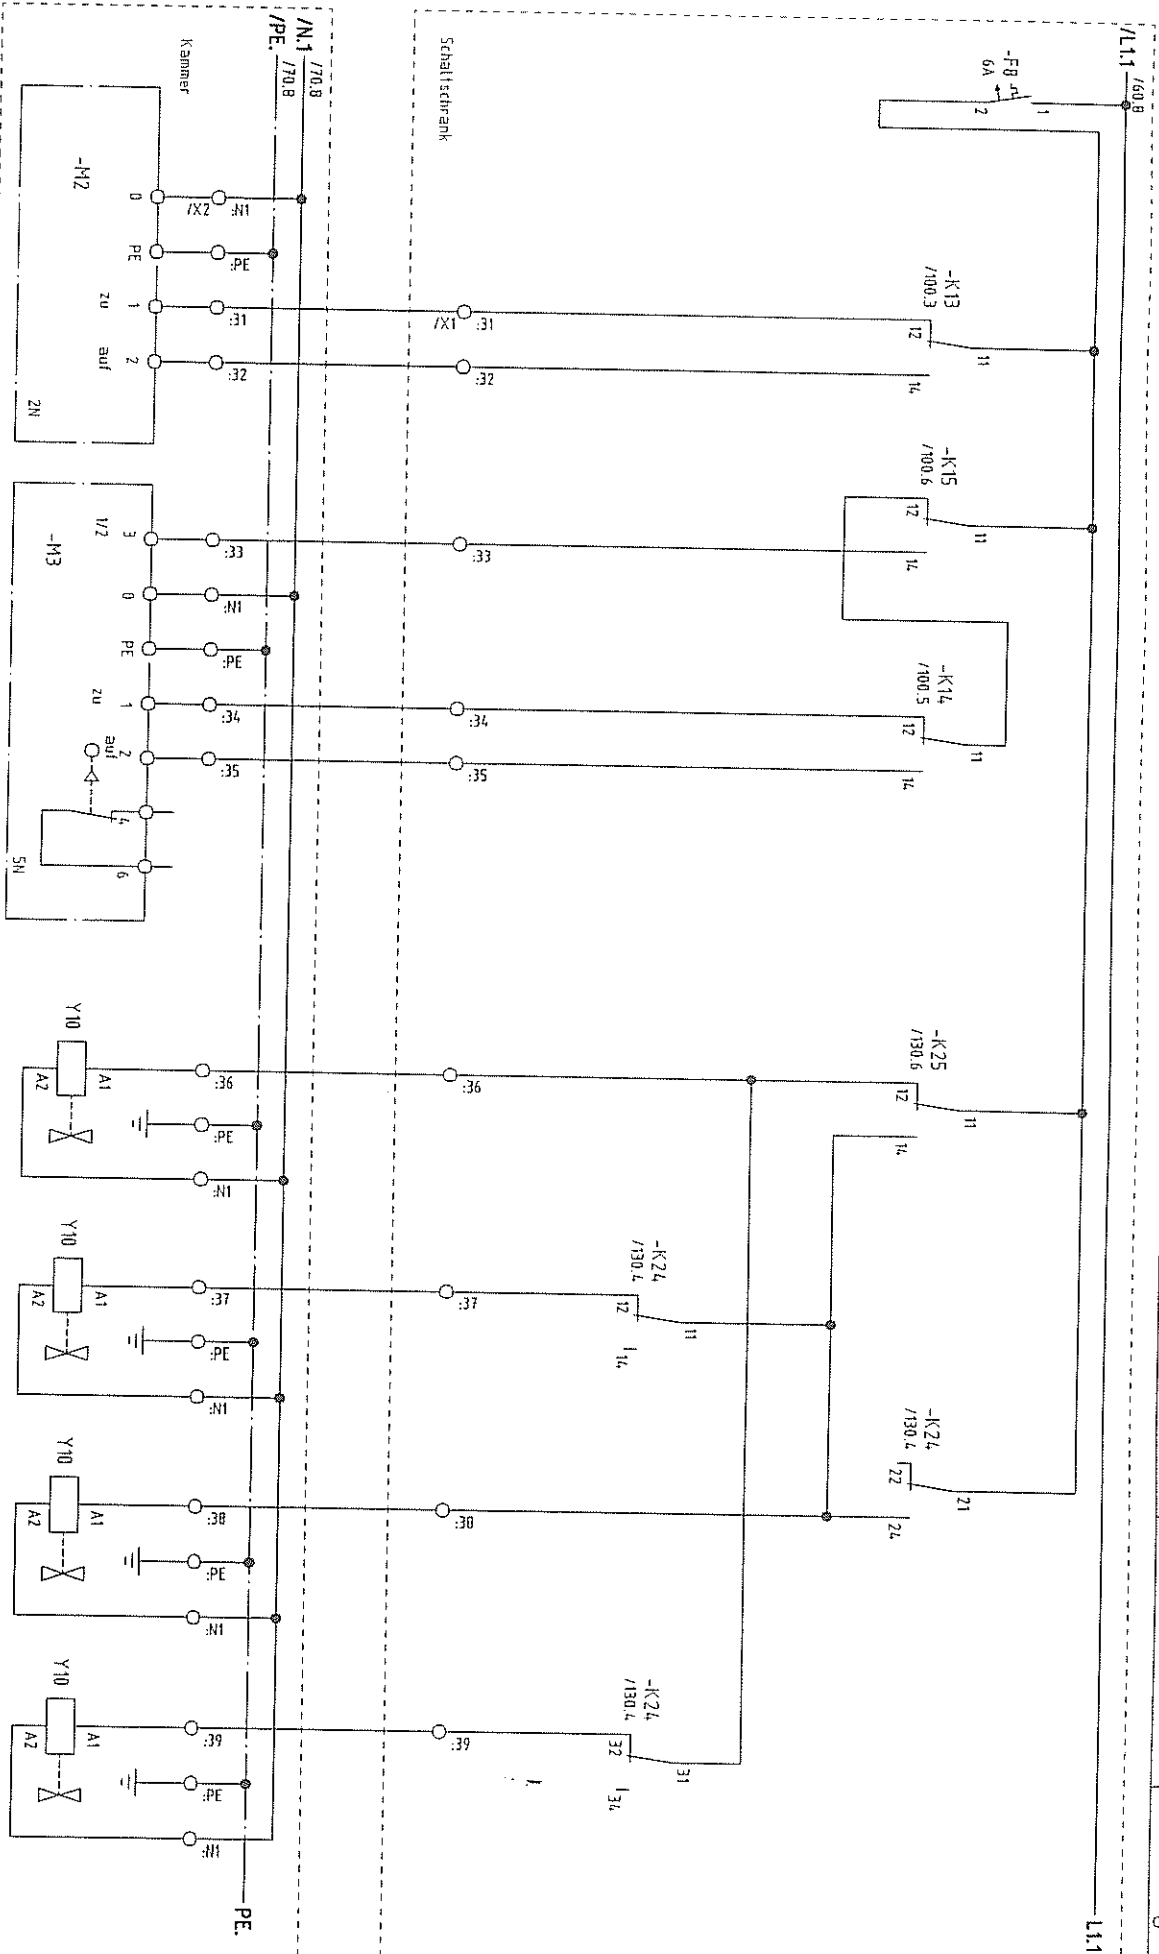 /L1.1 /60.8
L1.1
-F8
6A
1
2
-K13
/100.3
11
12
14
-K15
/100.6
11
12
14
-K14
/100.5
11
12
14
-K25
/130.6
11
12
14
-K24
/130.4
21
22
24
-K24
/130.4
11
12
14
-K24
/130.4
31
32
34
Schaltschrank
/X1 :31
:32
:33
:34
:35
:36
:37
:38
:39
/N.1 /70.8
/PE. /70.8
PE.
Kammer
/X2 :N1
:PE
:31
:32
:33
:N1
:PE
:34
:35
:36
:PE
:N1
:37
:PE
:N1
:38
:PE
:N1
:39
:PE
:N1
0
PE
1
2
zu
auf
-M2
2N
3
0
PE
1
2
4
6
1/2
zu
auf
-M3
5N
Y10
A1
A2
Y10
A1
A2
Y10
A1
A2
Y10
A1
A2